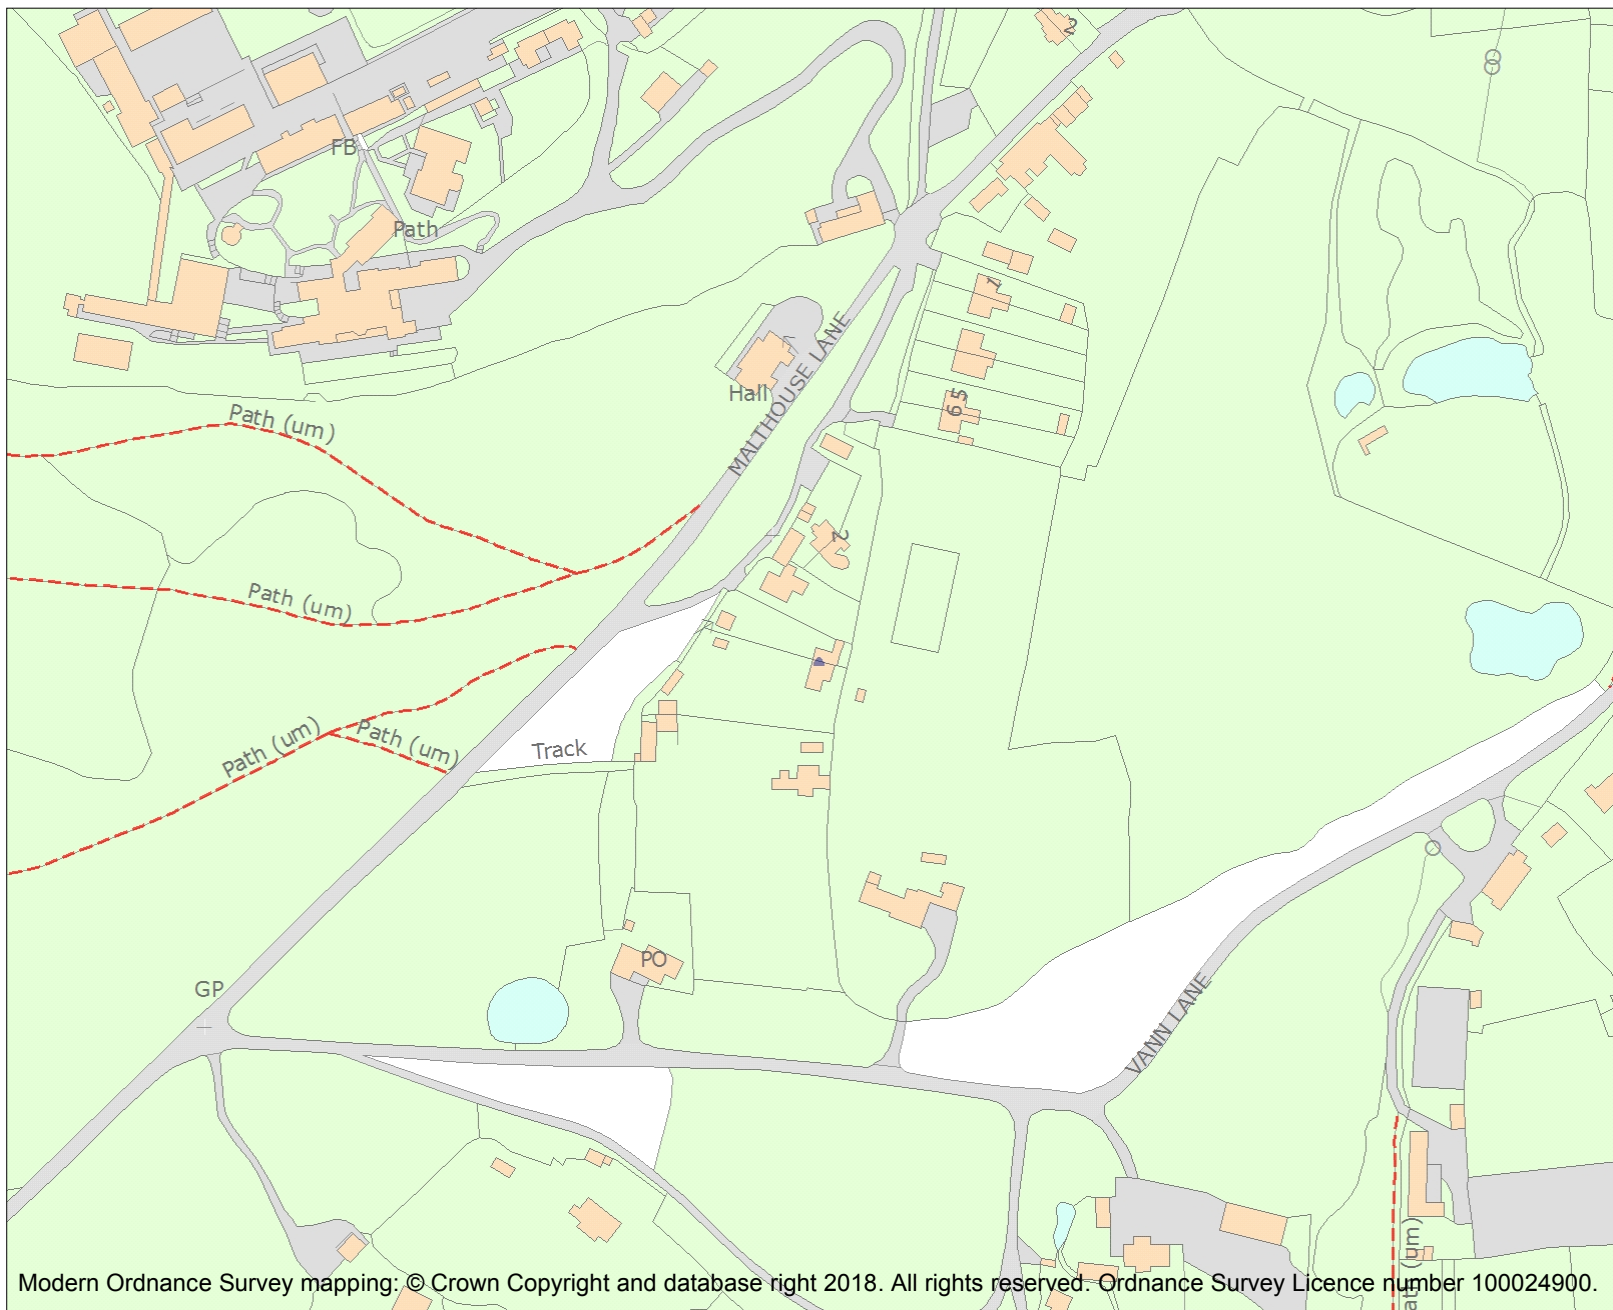 2
FB
Path
1
MALTHOUSE LANE
Hall
65
Path (um)
2
Path (um)
Path (um)
Path (um)
Track
PO
GP
VANN LANE
ath (um)
Modern Ordnance Survey mapping: © Crown Copyright and database right 2018. All rights reserved. Ordnance Survey Licence number 100024900.